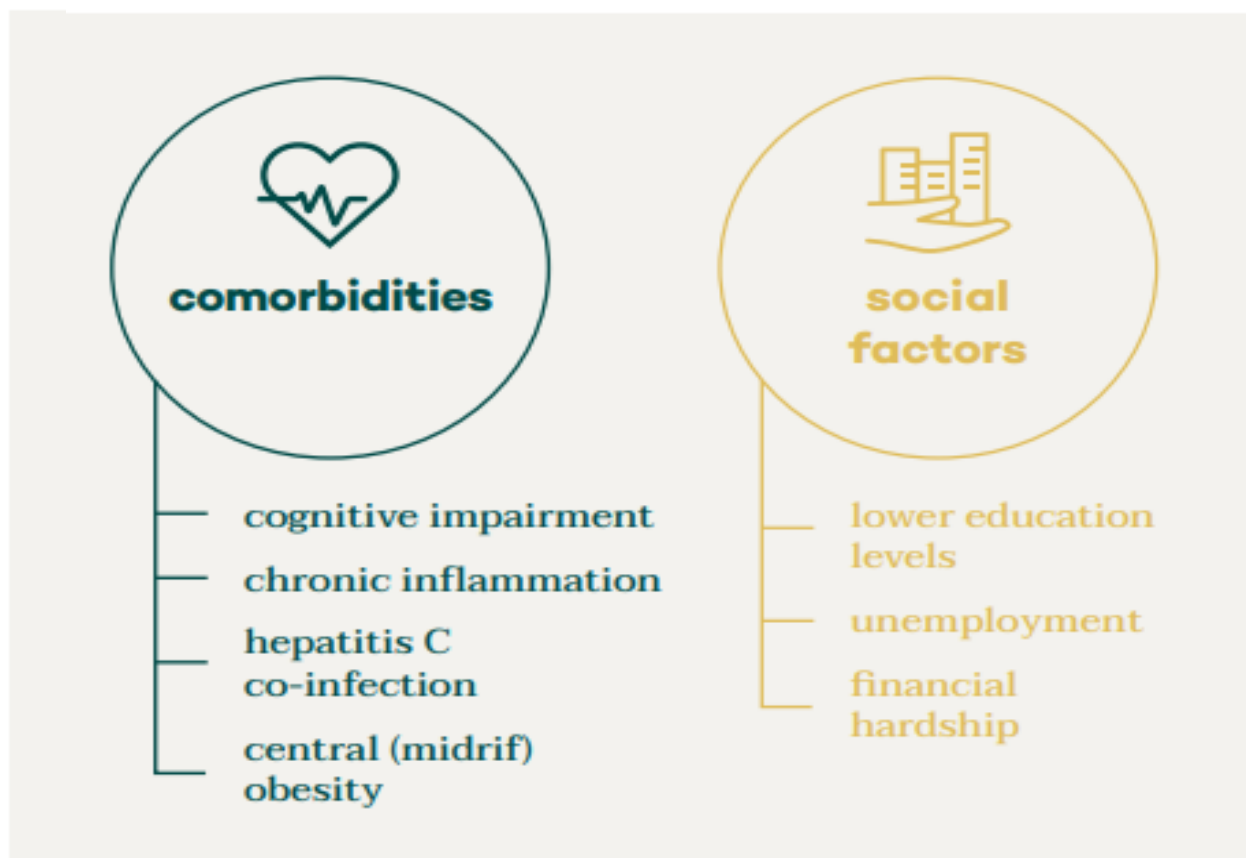 comorbidities
cognitive impairment
chronic inflammation
hepatitis C
co-infection
central (midrif)
obesity
social
factors
lower education
levels
unemployment
financial
hardship